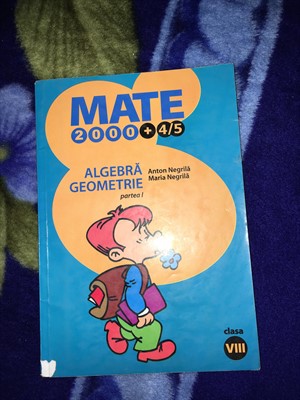 MATE
2000 + 4/5
ALGEBRĂ
GEOMETRIE
partea I
Anton Negrilă
Maria Negrilă
clasa
VIII